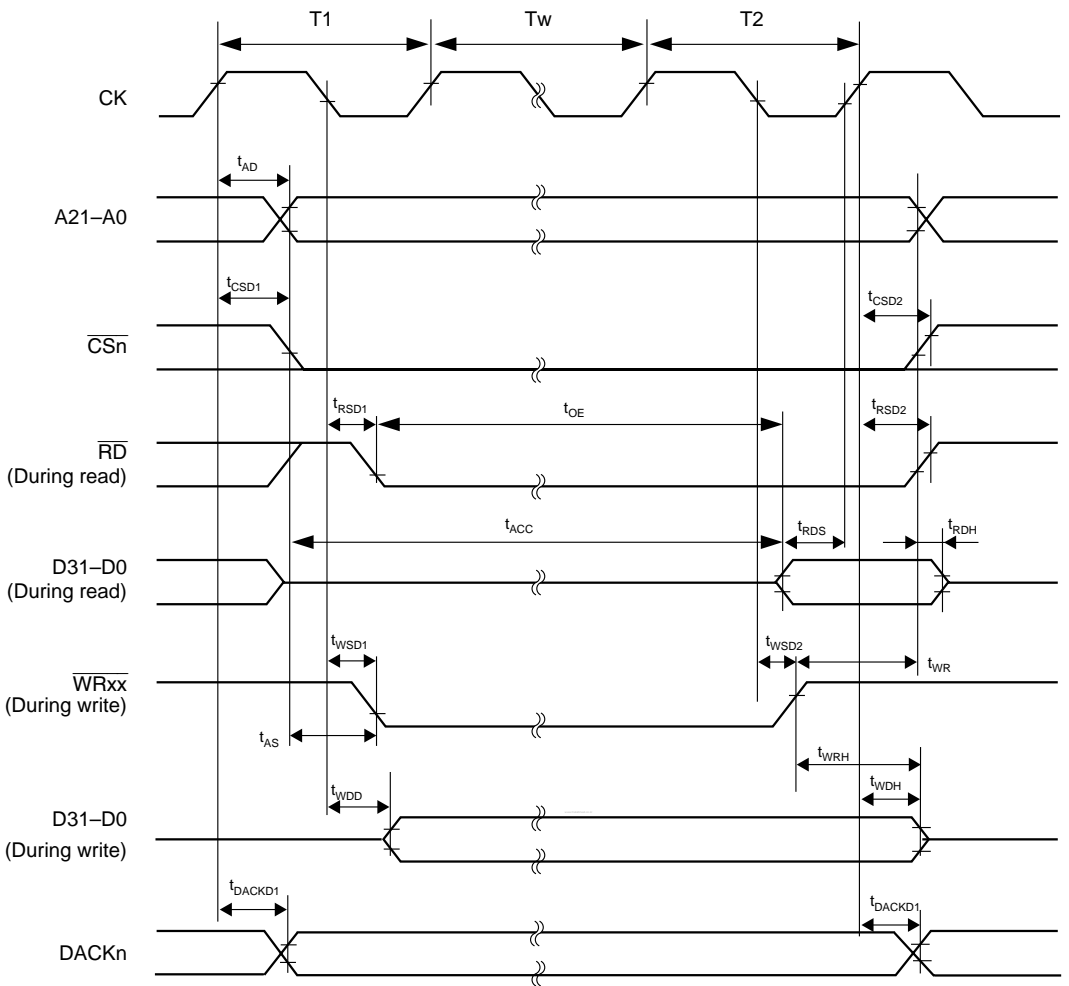 T1 Tw T2
CK
tAD
A21–A0
tCSD1 tCSD2
CSn
tRSD1 tOE tRSD2
RD
(During read)
tACC tRDS tRDH
D31–D0
(During read)
tWSD1 tWSD2 tWR
WRxx
(During write)
tAS
tWRH
tWDD tWDH
D31–D0
(During write)
tDACKD1 tDACKD1
DACKn